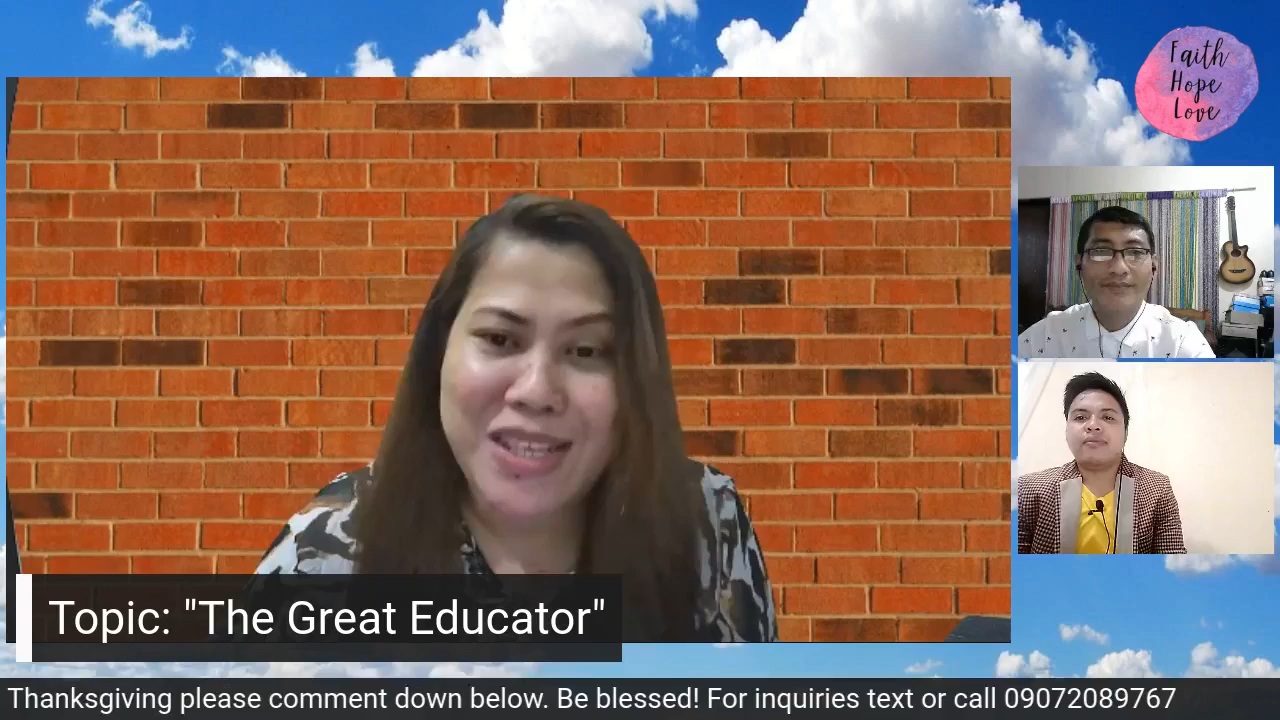 Faith
Hope
Love
Topic: "The Great Educator"
Thanksgiving please comment down below. Be blessed! For inquiries text or call 09072089767